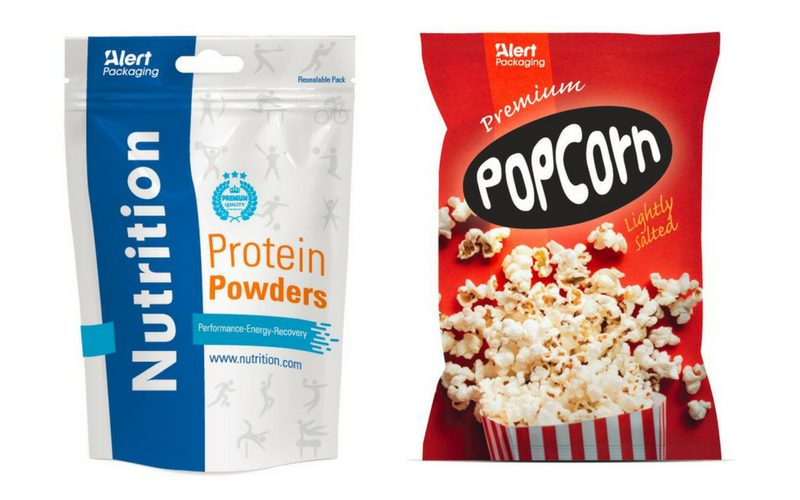 Alert
Packaging
Resealable Pack
Nutrition
PREMIUM
QUALITY
Protein
Powders
Performance-Energy-Recovery
www.nutrition.com
Alert
Packaging
Premium
POPCorn
Lightly
Salted